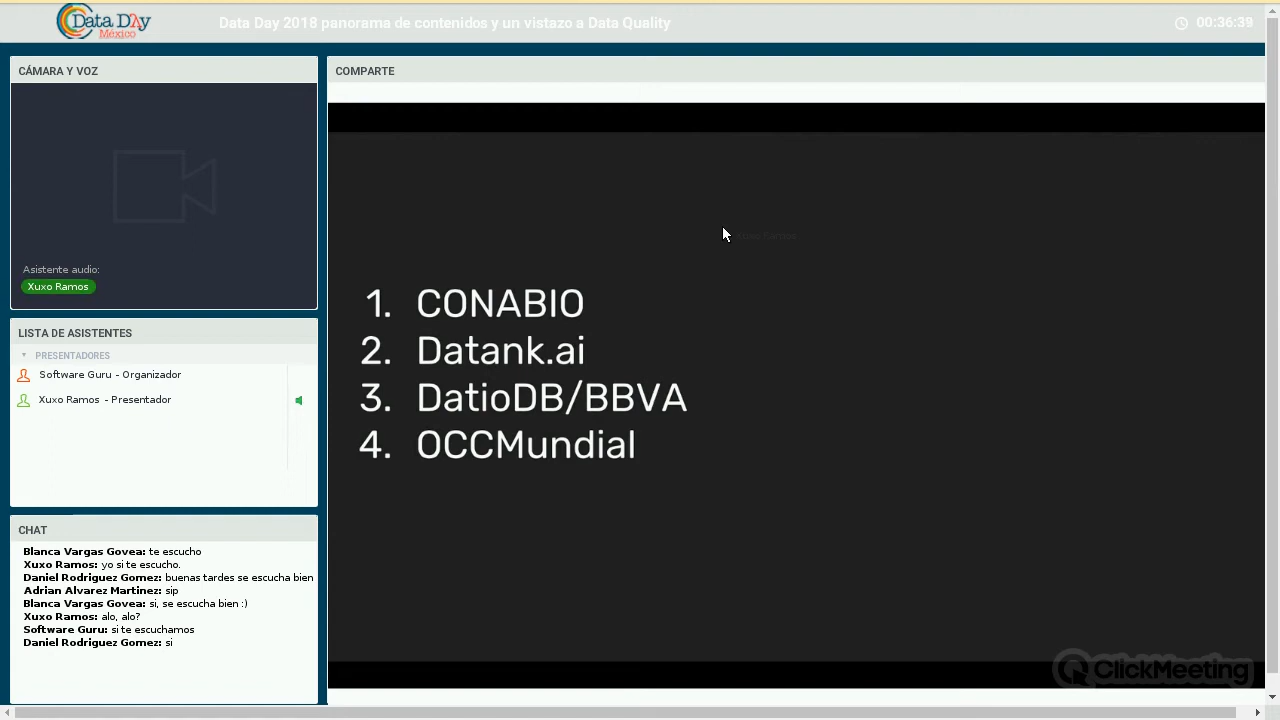 Data Day
México
Data Day 2018 panorama de contenidos y un vistazo a Data Quality
00:36:39
CÁMARA Y VOZ
Asistente audio:
Xuxo Ramos
LISTA DE ASISTENTES
PRESENTADORES
Software Guru - Organizador
Xuxo Ramos - Presentador
CHAT
Blanca Vargas Govea: te escucho
Xuxo Ramos: yo si te escucho.
Daniel Rodriguez Gomez: buenas tardes se escucha bien
Adrian Alvarez Martinez: sip
Blanca Vargas Govea: si, se escucha bien :)
Xuxo Ramos: alo, alo?
Software Guru: si te escuchamos
Daniel Rodriguez Gomez: si
COMPARTE
1. CONABIO
2. Datank.ai
3. DatioDB/BBVA
4. OCCMundial
ClickMeeting